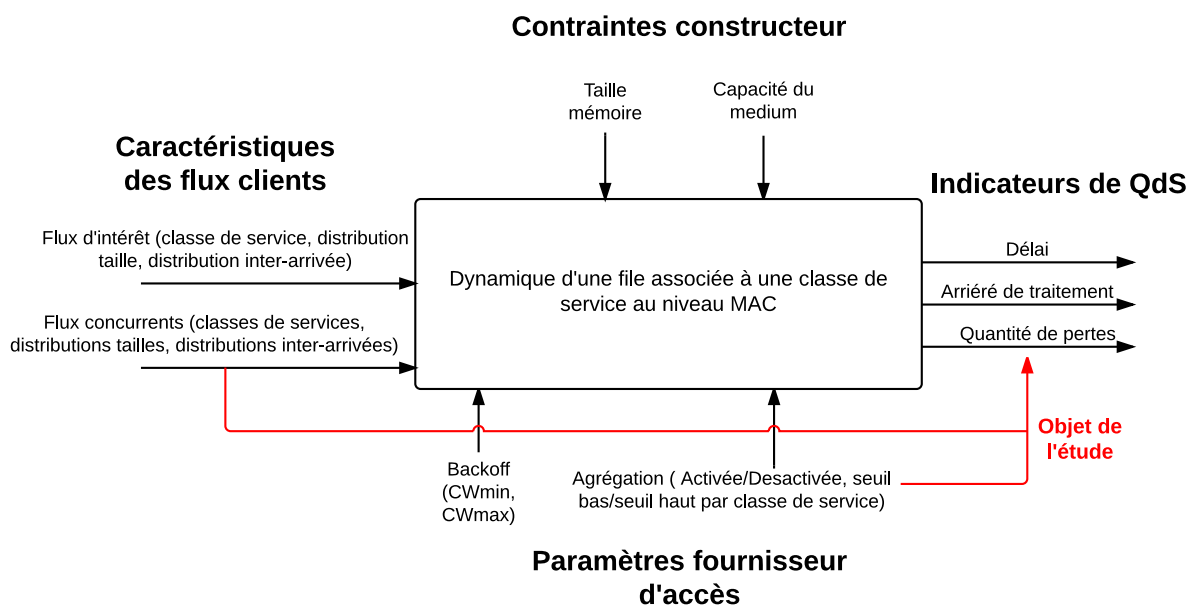 Contraintes constructeur
Taille
mémoire
Capacité du
medium
Caractéristiques
des flux clients
Indicateurs de QdS
Flux d'intérêt (classe de service, distribution
taille, distribution inter-arrivée)
Flux concurrents (classes de services,
distributions tailles, distributions inter-arrivées)
Dynamique d'une file associée à une classe de
service au niveau MAC
Délai
Arriéré de traitement
Quantité de pertes
Objet de
l'étude
Backoff
(CWmin,
CWmax)
Agrégation ( Activée/Desactivée, seuil
bas/seuil haut par classe de service)
Paramètres fournisseur
d'accès